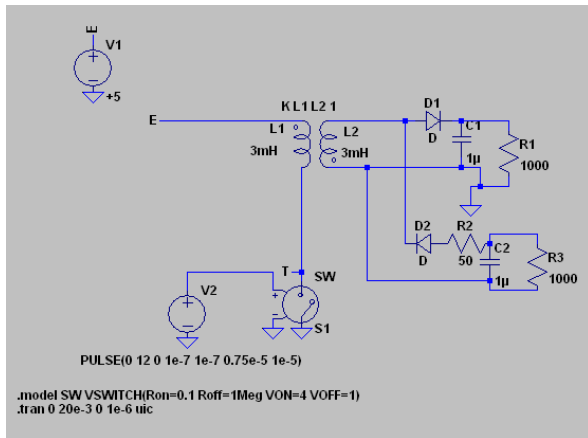 E
V1
+5
K L1 L2 1
E
L1
L2
3mH
3mH
D1
D
C1
1µ
R1
1000
D2
D
R2
50
C2
1µ
R3
1000
T
SW
S1
V2
PULSE(0 12 0 1e-7 1e-7 0.75e-5 1e-5)
.model SW VSWITCH(Ron=0.1 Roff=1Meg VON=4 VOFF=1)
.tran 0 20e-3 0 1e-6 uic